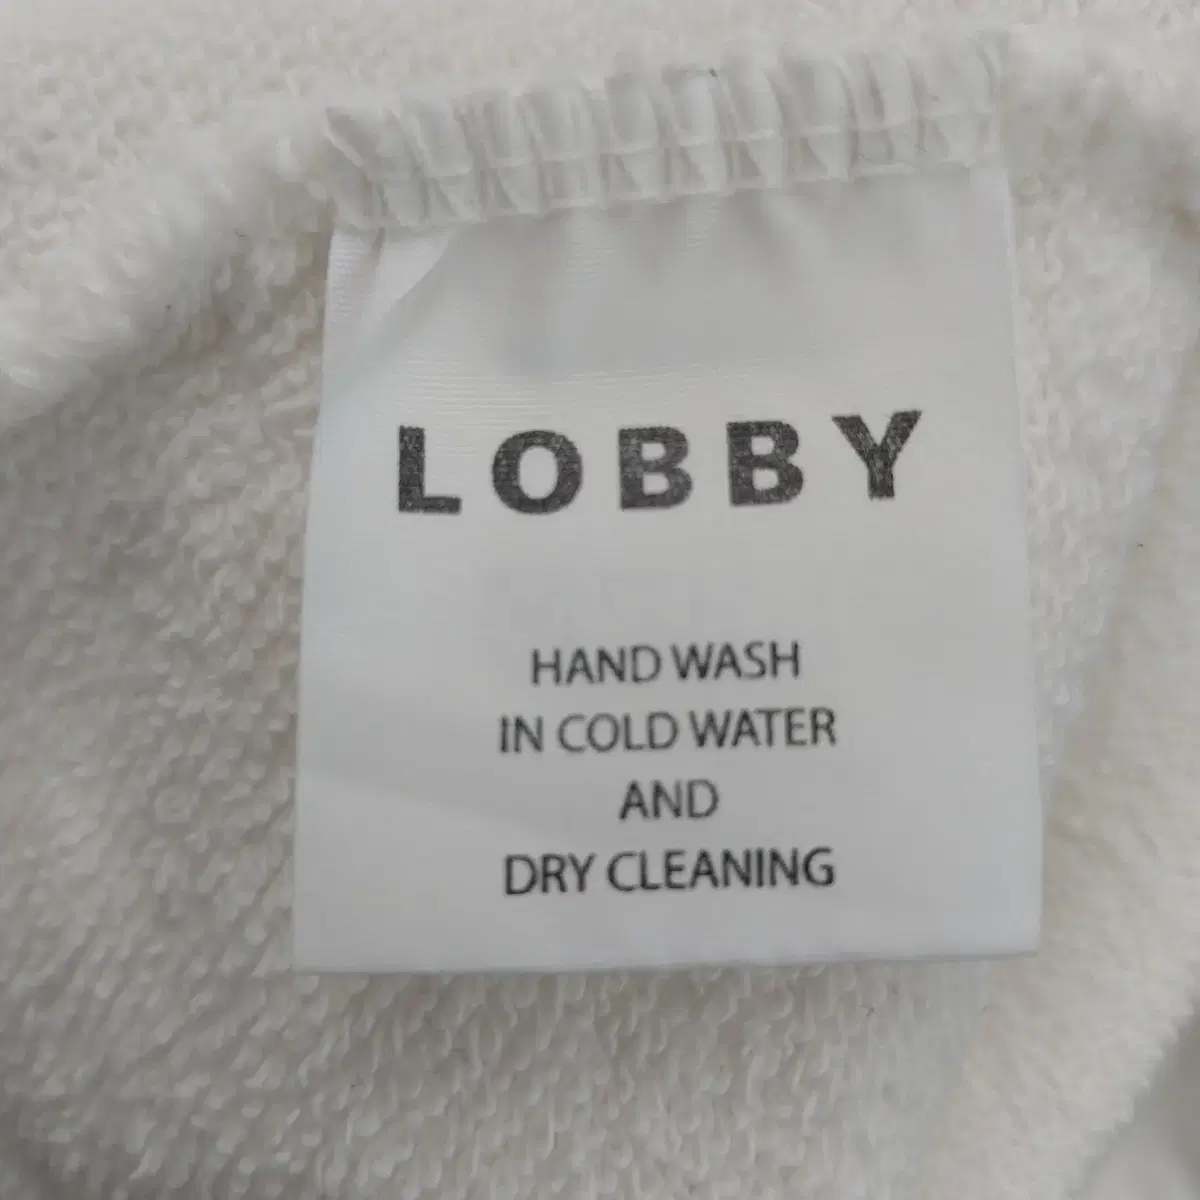 LOBBY
HAND WASH
IN COLD WATER
AND
DRY CLEANING